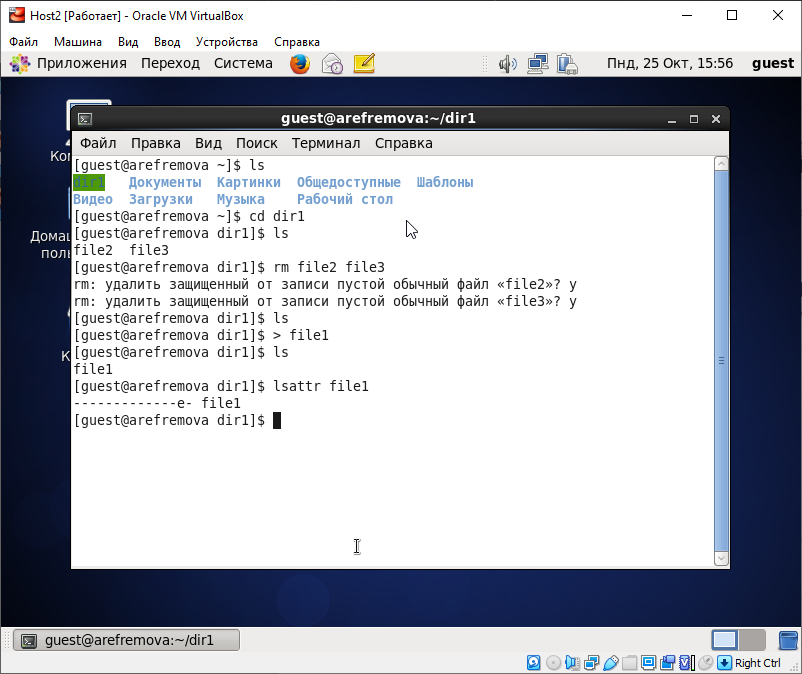 Host2 [Работает] - Oracle VM VirtualBox
Файл Машина Вид Ввод Устройства Справка
Приложения Переход Система Пнд, 25 Окт, 15:56 guest
guest@arefremova:~/dir1
Файл Правка Вид Поиск Терминал Справка
[guest@arefremova ~]$ ls
dir1 Документы Картинки Общедоступные Шаблоны
Видео Загрузки Музыка Рабочий стол
[guest@arefremova ~]$ cd dir1
[guest@arefremova dir1]$ ls
file2 file3
[guest@arefremova dir1]$ rm file2 file3
rm: удалить защищенный от записи пустой обычный файл «file2»? y
rm: удалить защищенный от записи пустой обычный файл «file3»? y
[guest@arefremova dir1]$ ls
[guest@arefremova dir1]$ > file1
[guest@arefremova dir1]$ ls
file1
[guest@arefremova dir1]$ lsattr file1
-------------e- file1
[guest@arefremova dir1]$
guest@arefremova:~/dir1
Right Ctrl